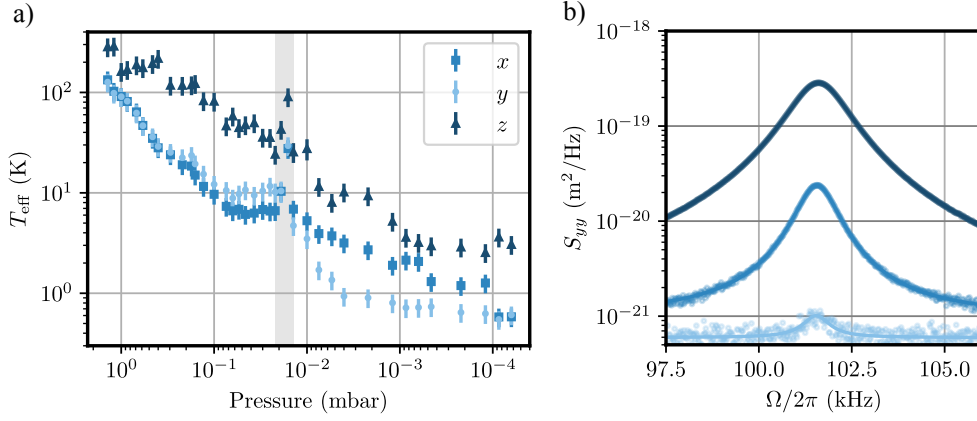 a)
T_eff (K)
10^2
10^1
10^0
x
y
z
10^0 10^{-1} 10^{-2} 10^{-3} 10^{-4}
Pressure (mbar)
b)
S_yy (m^2/Hz)
10^{-18}
10^{-19}
10^{-20}
10^{-21}
97.5 100.0 102.5 105.0
Ω/2π (kHz)